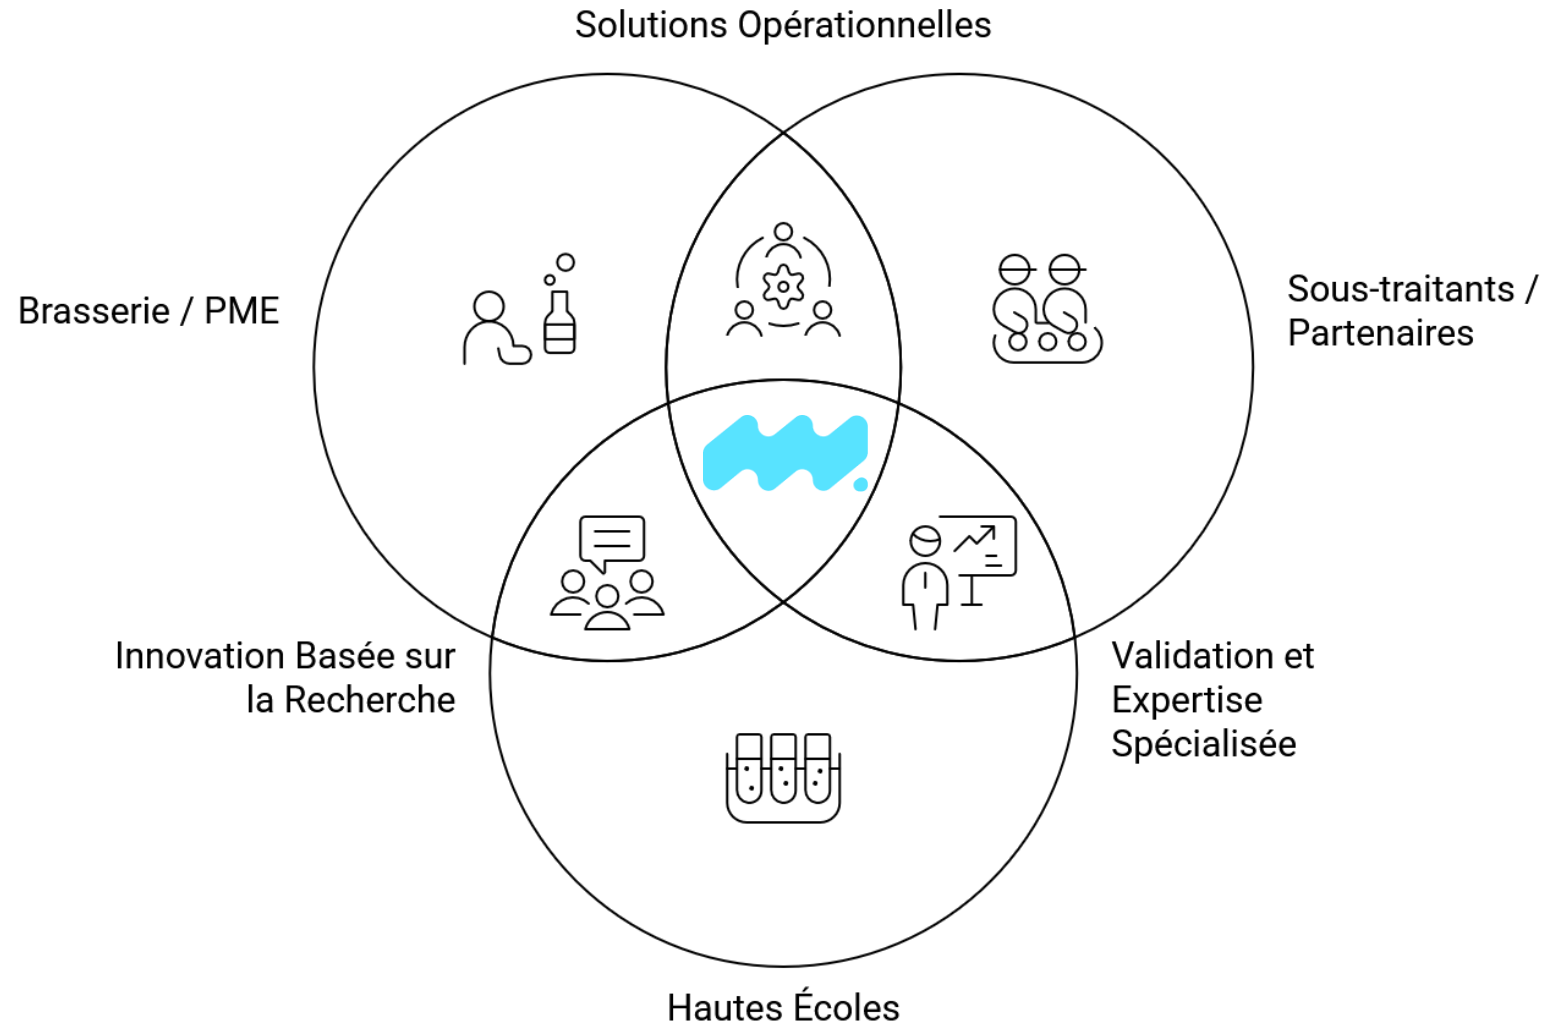 Solutions Opérationnelles
Brasserie / PME
Sous-traitants /
Partenaires
Innovation Basée sur
la Recherche
Validation et
Expertise
Spécialisée
Hautes Écoles